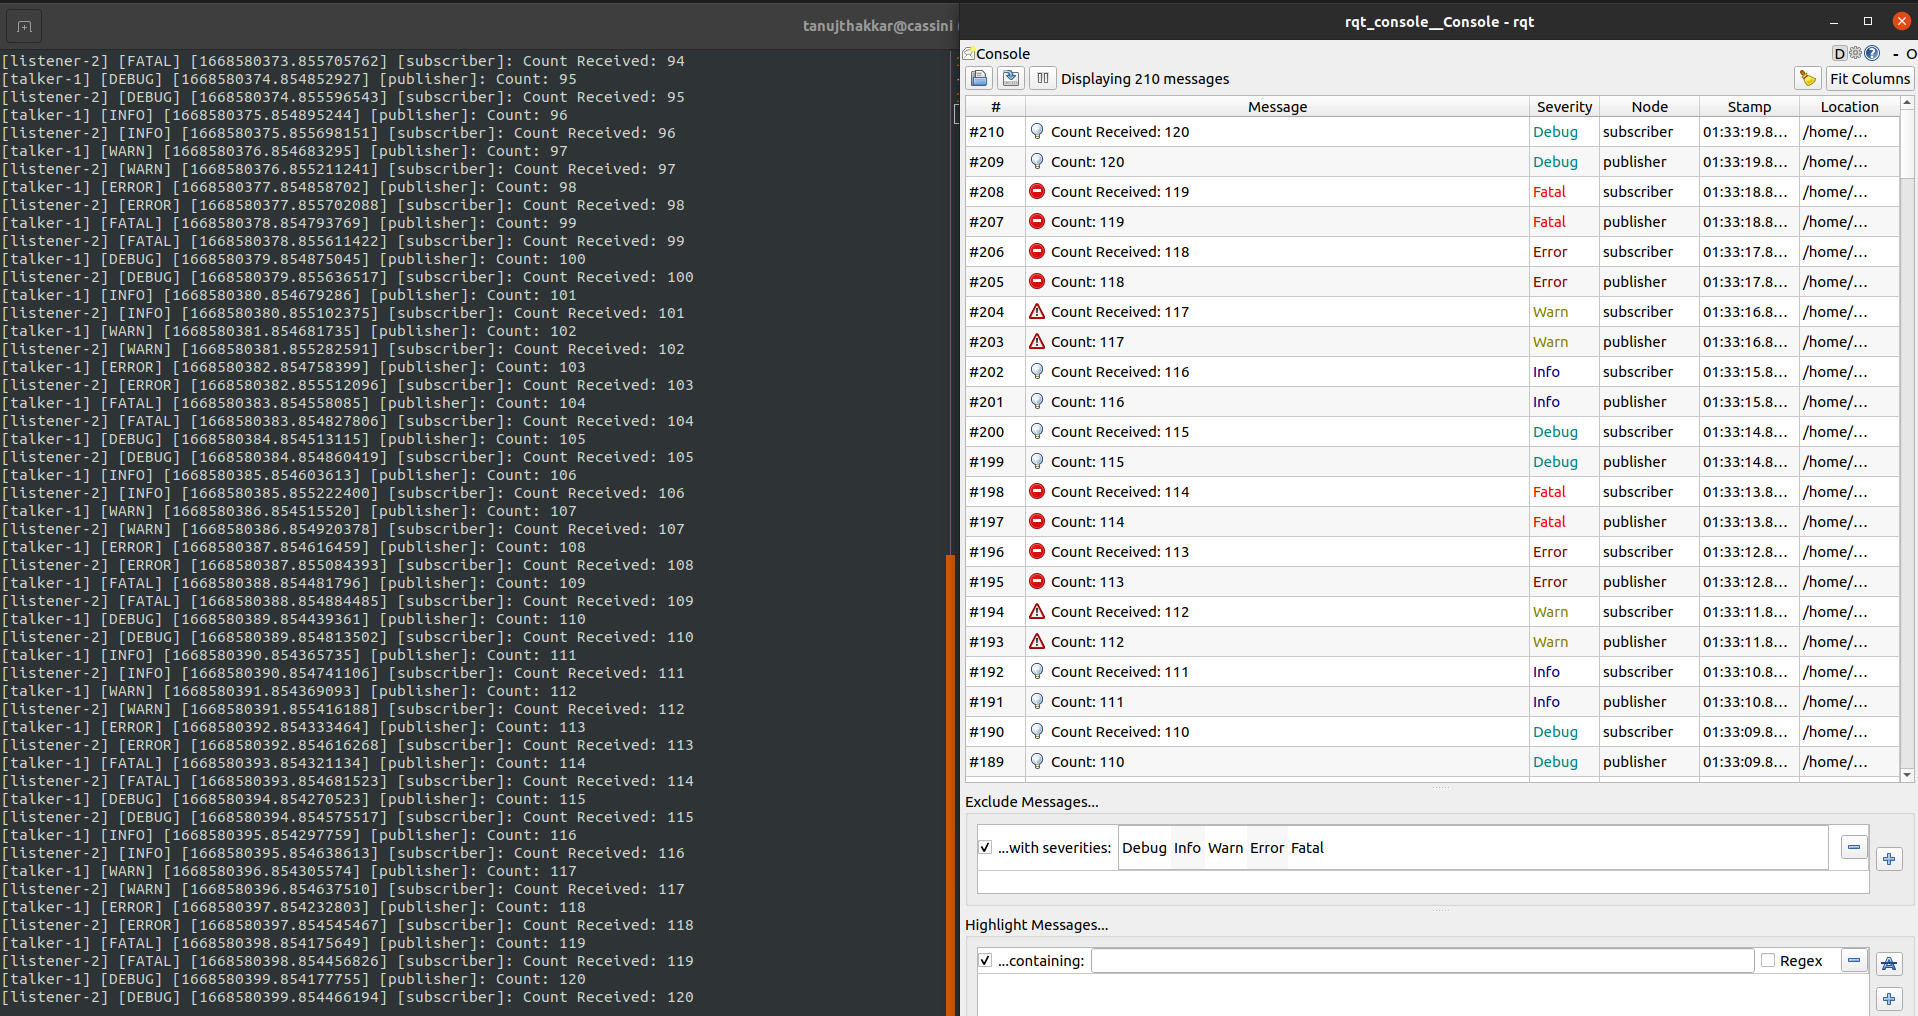 tanujthakkar@cassini
[listener-2] [FATAL] [1668580373.855705762] [subscriber]: Count Received: 94
[talker-1] [DEBUG] [1668580374.854852927] [publisher]: Count: 95
[listener-2] [DEBUG] [1668580374.855596543] [subscriber]: Count Received: 95
[talker-1] [INFO] [1668580375.854895244] [publisher]: Count: 96
[listener-2] [INFO] [1668580375.855698151] [subscriber]: Count Received: 96
[talker-1] [WARN] [1668580376.854683295] [publisher]: Count: 97
[listener-2] [WARN] [1668580376.855211241] [subscriber]: Count Received: 97
[talker-1] [ERROR] [1668580377.854858702] [publisher]: Count: 98
[listener-2] [ERROR] [1668580377.855702088] [subscriber]: Count Received: 98
[talker-1] [FATAL] [1668580378.854793769] [publisher]: Count: 99
[listener-2] [FATAL] [1668580378.855611422] [subscriber]: Count Received: 99
[talker-1] [DEBUG] [1668580379.854875045] [publisher]: Count: 100
[listener-2] [DEBUG] [1668580379.855636517] [subscriber]: Count Received: 100
[talker-1] [INFO] [1668580380.854679286] [publisher]: Count: 101
[listener-2] [INFO] [1668580380.855102375] [subscriber]: Count Received: 101
[talker-1] [WARN] [1668580381.854681735] [publisher]: Count: 102
[listener-2] [WARN] [1668580381.855282591] [subscriber]: Count Received: 102
[talker-1] [ERROR] [1668580382.854758399] [publisher]: Count: 103
[listener-2] [ERROR] [1668580382.855512096] [subscriber]: Count Received: 103
[talker-1] [FATAL] [1668580383.854558085] [publisher]: Count: 104
[listener-2] [FATAL] [1668580383.854827806] [subscriber]: Count Received: 104
[talker-1] [DEBUG] [1668580384.854513115] [publisher]: Count: 105
[listener-2] [DEBUG] [1668580384.854860419] [subscriber]: Count Received: 105
[talker-1] [INFO] [1668580385.854603613] [publisher]: Count: 106
[listener-2] [INFO] [1668580385.855222400] [subscriber]: Count Received: 106
[talker-1] [WARN] [1668580386.854515520] [publisher]: Count: 107
[listener-2] [WARN] [1668580386.854920378] [subscriber]: Count Received: 107
[talker-1] [ERROR] [1668580387.854616459] [publisher]: Count: 108
[listener-2] [ERROR] [1668580387.855084393] [subscriber]: Count Received: 108
[talker-1] [FATAL] [1668580388.854481796] [publisher]: Count: 109
[listener-2] [FATAL] [1668580388.854884485] [subscriber]: Count Received: 109
[talker-1] [DEBUG] [1668580389.854439361] [publisher]: Count: 110
[listener-2] [DEBUG] [1668580389.854813502] [subscriber]: Count Received: 110
[talker-1] [INFO] [1668580390.854365735] [publisher]: Count: 111
[listener-2] [INFO] [1668580390.854741106] [subscriber]: Count Received: 111
[talker-1] [WARN] [1668580391.854369093] [publisher]: Count: 112
[listener-2] [WARN] [1668580391.855416188] [subscriber]: Count Received: 112
[talker-1] [ERROR] [1668580392.854333464] [publisher]: Count: 113
[listener-2] [ERROR] [1668580392.854616268] [subscriber]: Count Received: 113
[talker-1] [FATAL] [1668580393.854321134] [publisher]: Count: 114
[listener-2] [FATAL] [1668580393.854681523] [subscriber]: Count Received: 114
[talker-1] [DEBUG] [1668580394.854270523] [publisher]: Count: 115
[listener-2] [DEBUG] [1668580394.854575517] [subscriber]: Count Received: 115
[talker-1] [INFO] [1668580395.854297759] [publisher]: Count: 116
[listener-2] [INFO] [1668580395.854638613] [subscriber]: Count Received: 116
[talker-1] [WARN] [1668580396.854305574] [publisher]: Count: 117
[listener-2] [WARN] [1668580396.854637510] [subscriber]: Count Received: 117
[talker-1] [ERROR] [1668580397.854232803] [publisher]: Count: 118
[listener-2] [ERROR] [1668580397.854545467] [subscriber]: Count Received: 118
[talker-1] [FATAL] [1668580398.854175649] [publisher]: Count: 119
[listener-2] [FATAL] [1668580398.854456826] [subscriber]: Count Received: 119
[talker-1] [DEBUG] [1668580399.854177755] [publisher]: Count: 120
[listener-2] [DEBUG] [1668580399.854466194] [subscriber]: Count Received: 120
rqt_console__Console - rqt
Console D ? - O
Displaying 210 messages Fit Columns
# Message Severity Node Stamp Location
#210 Count Received: 120 Debug subscriber 01:33:19.8... /home/...
#209 Count: 120 Debug publisher 01:33:19.8... /home/...
#208 Count Received: 119 Fatal subscriber 01:33:18.8... /home/...
#207 Count: 119 Fatal publisher 01:33:18.8... /home/...
#206 Count Received: 118 Error subscriber 01:33:17.8... /home/...
#205 Count: 118 Error publisher 01:33:17.8... /home/...
#204 Count Received: 117 Warn subscriber 01:33:16.8... /home/...
#203 Count: 117 Warn publisher 01:33:16.8... /home/...
#202 Count Received: 116 Info subscriber 01:33:15.8... /home/...
#201 Count: 116 Info publisher 01:33:15.8... /home/...
#200 Count Received: 115 Debug subscriber 01:33:14.8... /home/...
#199 Count: 115 Debug publisher 01:33:14.8... /home/...
#198 Count Received: 114 Fatal subscriber 01:33:13.8... /home/...
#197 Count: 114 Fatal publisher 01:33:13.8... /home/...
#196 Count Received: 113 Error subscriber 01:33:12.8... /home/...
#195 Count: 113 Error publisher 01:33:12.8... /home/...
#194 Count Received: 112 Warn subscriber 01:33:11.8... /home/...
#193 Count: 112 Warn publisher 01:33:11.8... /home/...
#192 Count Received: 111 Info subscriber 01:33:10.8... /home/...
#191 Count: 111 Info publisher 01:33:10.8... /home/...
#190 Count Received: 110 Debug subscriber 01:33:09.8... /home/...
#189 Count: 110 Debug publisher 01:33:09.8... /home/...
Exclude Messages...
...with severities: Debug Info Warn Error Fatal
Highlight Messages...
...containing: Regex